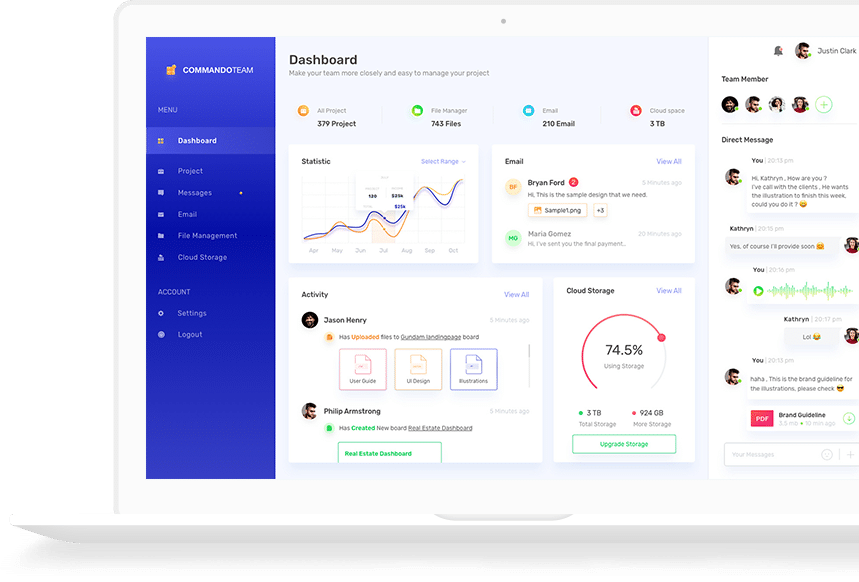 COMMANDOTEAM
MENU
Dashboard
Project
Messages
Email
File Management
Cloud Storage
ACCOUNT
Settings
Logout
Dashboard
Make your team more closely and easy to manage your project
All Project
379 Project
File Manager
743 Files
Email
210 Email
Cloud space
3 TB
Statistic
Select Range
120
$25k
$25k
Apr May Jun Jul Aug Sep Oct
Email
View All
BF
Bryan Ford 2
5 Minutes ago
Hi, This is the sample design that we need.
Sample1.png
+3
MG
Maria Gomez
20 Minutes ago
Hi, I've sent you the final payment..
Activity
View All
Jason Henry
5 Minutes ago
Has Uploaded files to Gundam landingpage board
User Guide
UI Design
Illustrations
Philip Armstrong
5 Minutes ago
Has Created New board Real Estate Dashboard
Real Estate Dashboard
Cloud Storage
View All
74.5%
Using Storage
3 TB
Total Storage
924 GB
More Storage
Upgrade Storage
Justin Clark
Team Member
Direct Message
You | 20:13 pm
Hi, Kathryn , How are you ?
I've call with the clients , He wants
the illustration to finish this week,
could you do it ? 😄
Kathryn | 20:15 pm
Yes, of course I'll provide soon 🤗
You | 20:16 pm
Kathryn | 20:17 pm
Lol 😂
You | 20:13 pm
haha , This is the brand guideline for
the illustrations, please check 😎
PDF
Brand Guideline
3.5 mb • 10 min ago
Your Messages